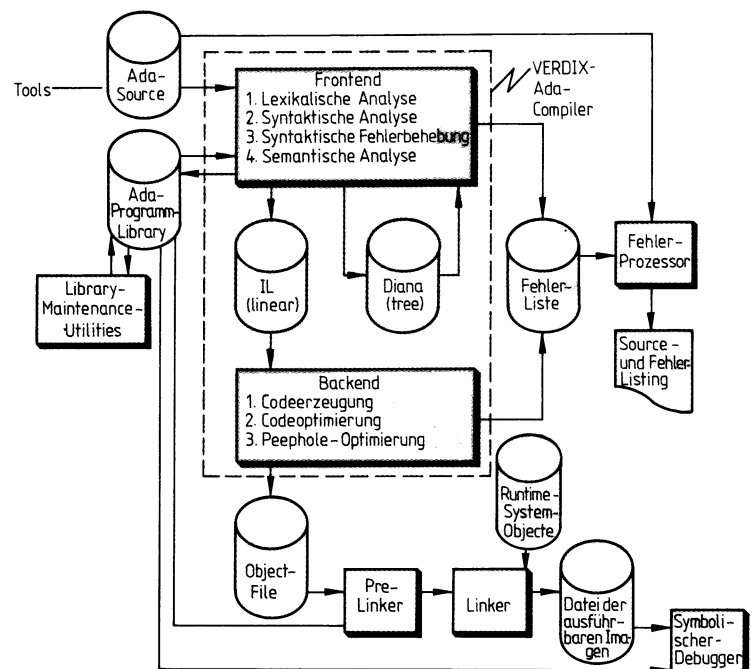 Tools
Ada-
Source
Frontend
1. Lexikalische Analyse
2. Syntaktische Analyse
3. Syntaktische Fehlerbehebung
4. Semantische Analyse
VERDIX-
Ada-
Compiler
Ada-
Programm-
Library
Library-
Maintenance-
-Utilities
IL
(linear)
Diana
(tree)
Fehler-
Liste
Fehler-
Prozessor
Source-
und Fehler-
Listing
Backend
1. Codeerzeugung
2. Codeoptimierung
3. Peephole-Optimierung
Runtime-
System-
Objecte
Object-
File
Pre-
Linker
Linker
Datei der
ausführ-
baren Ima-
gen
Symboli-
scher-
Debugger